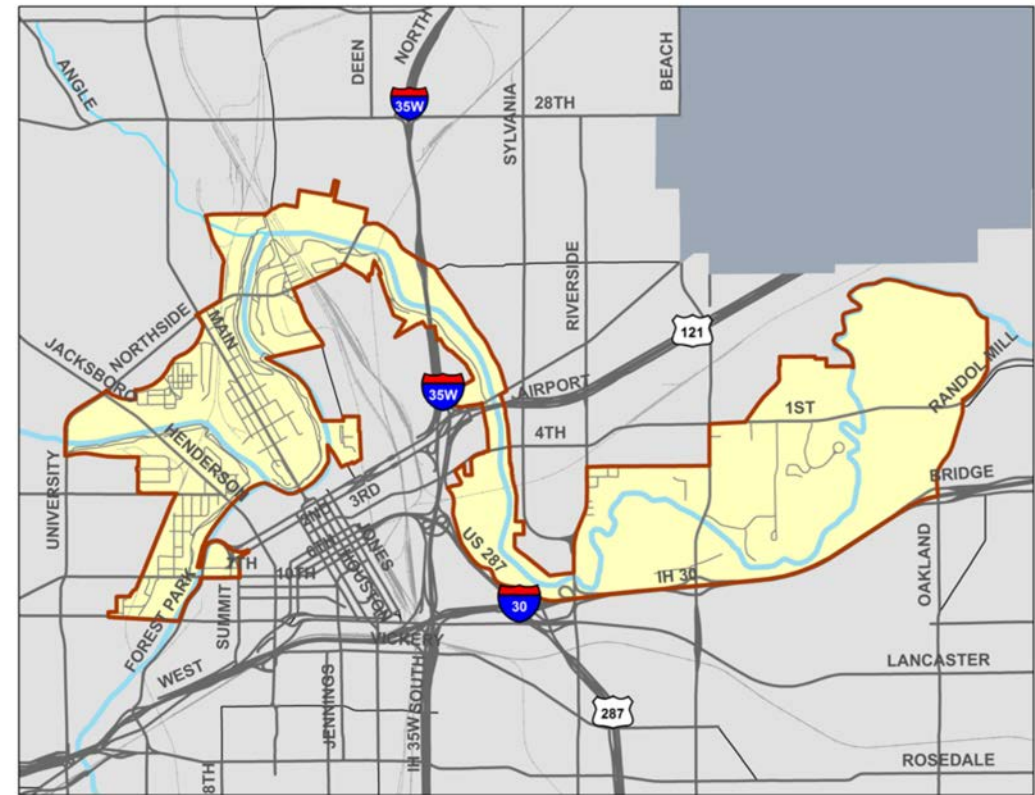 ANGLE
DEEN
NORTH
35W
SYLVANIA
BEACH
28TH
RIVERSIDE
121
NORTHSIDE
MAIN
JACKSBORO
35W
AIRPORT
RANDOL MILL
1ST
4TH
HENDERSON
UNIVERSITY
BRIDGE
3RD
2ND
JONES
6TH
HOUSTON
US 287
7TH
10TH
IH 30
30
OAKLAND
SUMMIT
FOREST PARK
VICKERY
WEST
LANCASTER
JENNINGS
IH 35W SOUTH
287
ROSEDALE
8TH